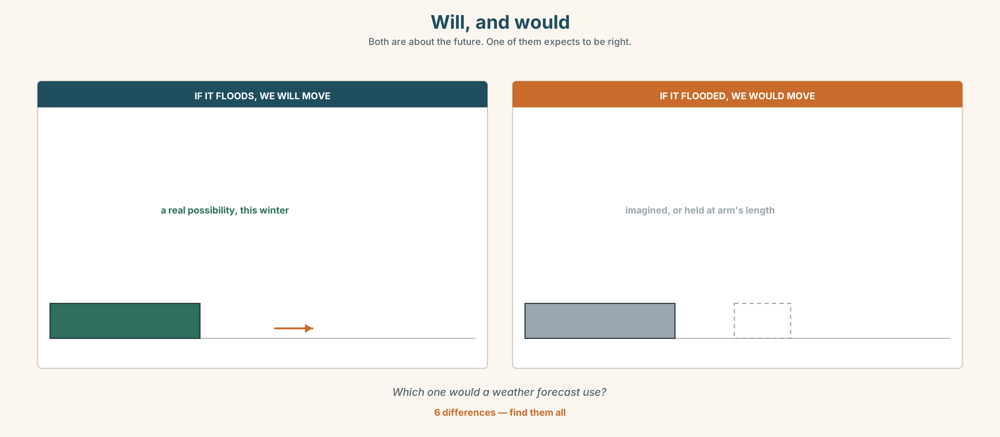 Will, and would
Both are about the future. One of them expects to be right.
IF IT FLOODS, WE WILL MOVE
IF IT FLOODED, WE WOULD MOVE
a real possibility, this winter
imagined, or held at arm's length
Which one would a weather forecast use?
6 differences — find them all